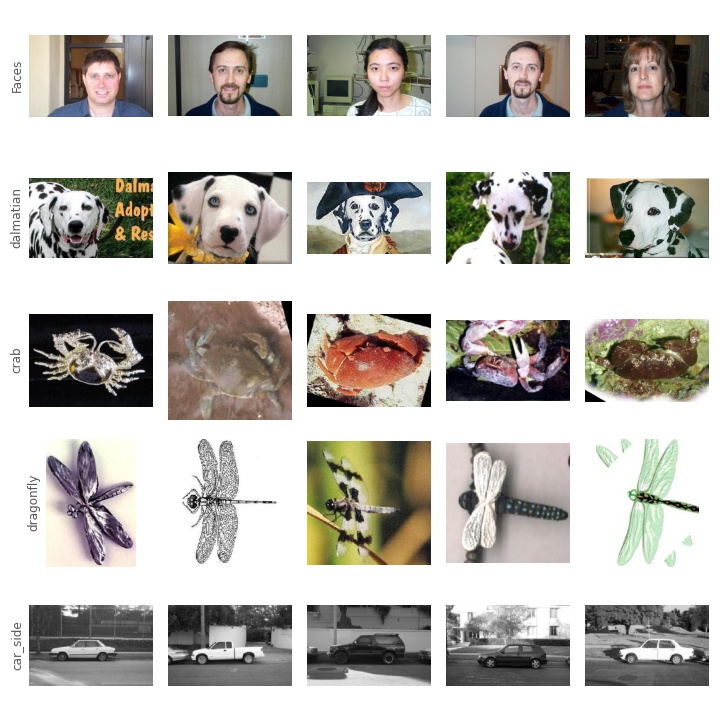 Faces
dalmatian
Dalma
Adopt
& Res
crab
dragonfly
car_side